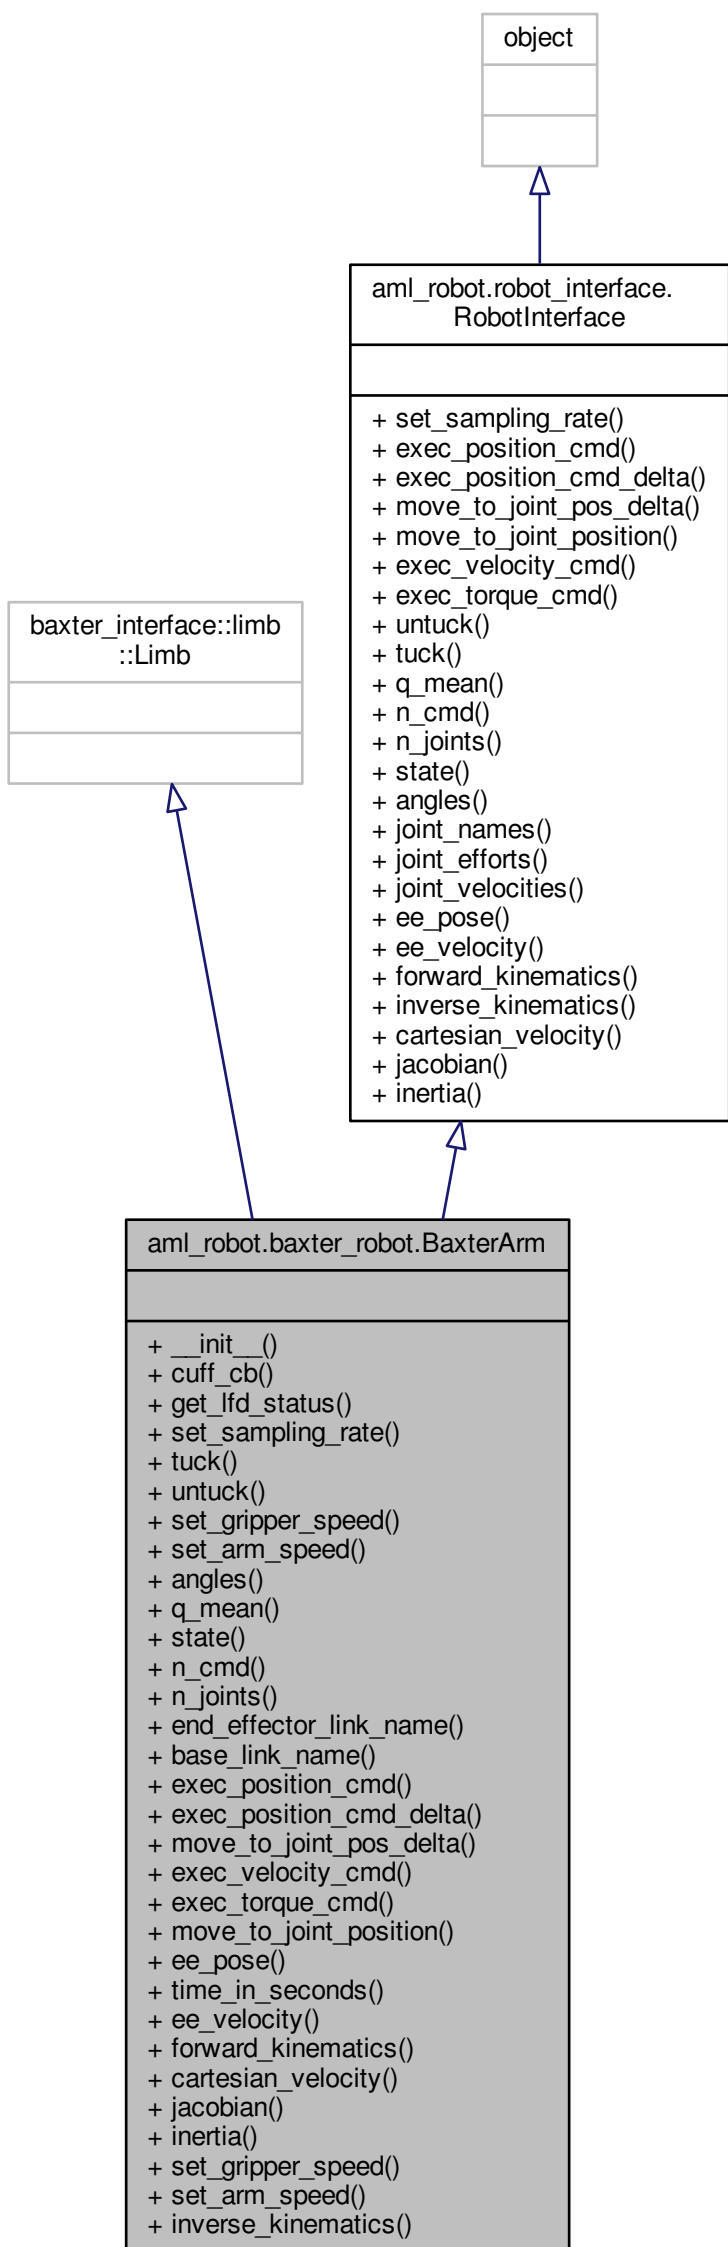 object
aml_robot.robot_interface.
RobotInterface
+ set_sampling_rate()
+ exec_position_cmd()
+ exec_position_cmd_delta()
+ move_to_joint_pos_delta()
+ move_to_joint_position()
+ exec_velocity_cmd()
+ exec_torque_cmd()
+ untuck()
+ tuck()
+ q_mean()
+ n_cmd()
+ n_joints()
+ state()
+ angles()
+ joint_names()
+ joint_efforts()
+ joint_velocities()
+ ee_pose()
+ ee_velocity()
+ forward_kinematics()
+ inverse_kinematics()
+ cartesian_velocity()
+ jacobian()
+ inertia()
baxter_interface::limb
::Limb
aml_robot.baxter_robot.BaxterArm
+ __init__()
+ cuff_cb()
+ get_lfd_status()
+ set_sampling_rate()
+ tuck()
+ untuck()
+ set_gripper_speed()
+ set_arm_speed()
+ angles()
+ q_mean()
+ state()
+ n_cmd()
+ n_joints()
+ end_effector_link_name()
+ base_link_name()
+ exec_position_cmd()
+ exec_position_cmd_delta()
+ move_to_joint_pos_delta()
+ exec_velocity_cmd()
+ exec_torque_cmd()
+ move_to_joint_position()
+ ee_pose()
+ time_in_seconds()
+ ee_velocity()
+ forward_kinematics()
+ cartesian_velocity()
+ jacobian()
+ inertia()
+ set_gripper_speed()
+ set_arm_speed()
+ inverse_kinematics()